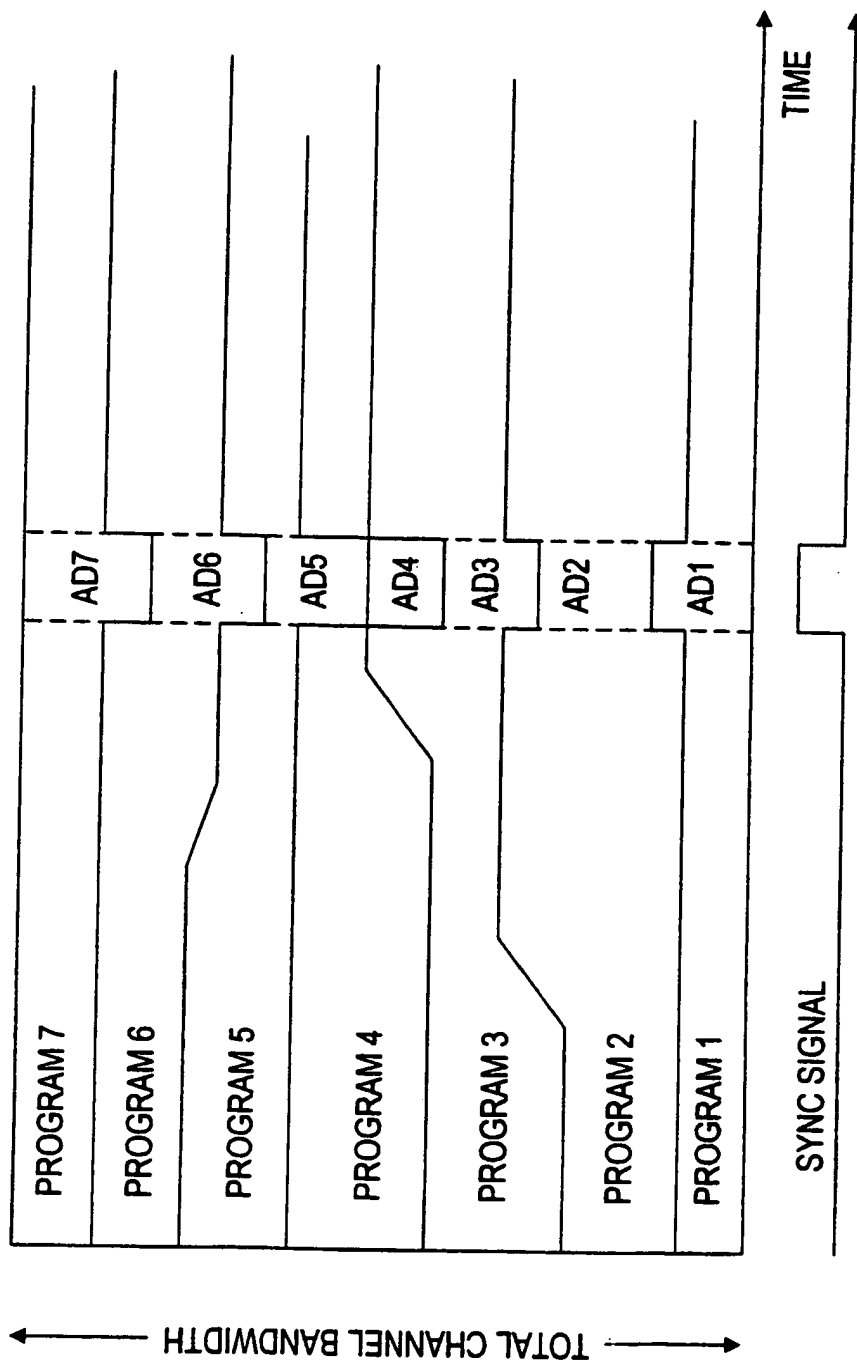 TOTAL CHANNEL BANDWIDTH
PROGRAM 7
PROGRAM 6
PROGRAM 5
PROGRAM 4
PROGRAM 3
PROGRAM 2
PROGRAM 1
AD7
AD6
AD5
AD4
AD3
AD2
AD1
TIME
SYNC SIGNAL